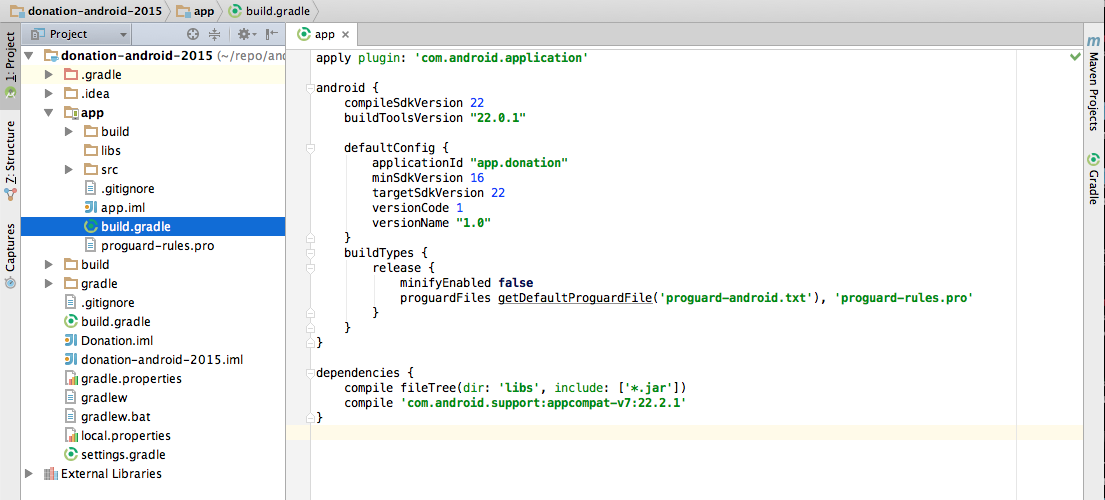 donation-android-2015 app build.gradle
1: Project
Z: Structure
Captures
Project
donation-android-2015 (~/repo/and
.gradle
.idea
app
build
libs
src
.gitignore
app.iml
build.gradle
proguard-rules.pro
build
gradle
.gitignore
build.gradle
Donation.iml
donation-android-2015.iml
gradle.properties
gradlew
gradlew.bat
local.properties
settings.gradle
External Libraries
app
apply plugin: 'com.android.application'
android {
compileSdkVersion 22
buildToolsVersion "22.0.1"
defaultConfig {
applicationId "app.donation"
minSdkVersion 16
targetSdkVersion 22
versionCode 1
versionName "1.0"
}
buildTypes {
release {
minifyEnabled false
proguardFiles getDefaultProguardFile('proguard-android.txt'), 'proguard-rules.pro'
}
}
}
dependencies {
compile fileTree(dir: 'libs', include: ['*.jar'])
compile 'com.android.support:appcompat-v7:22.2.1'
}
m
Maven Projects
Gradle